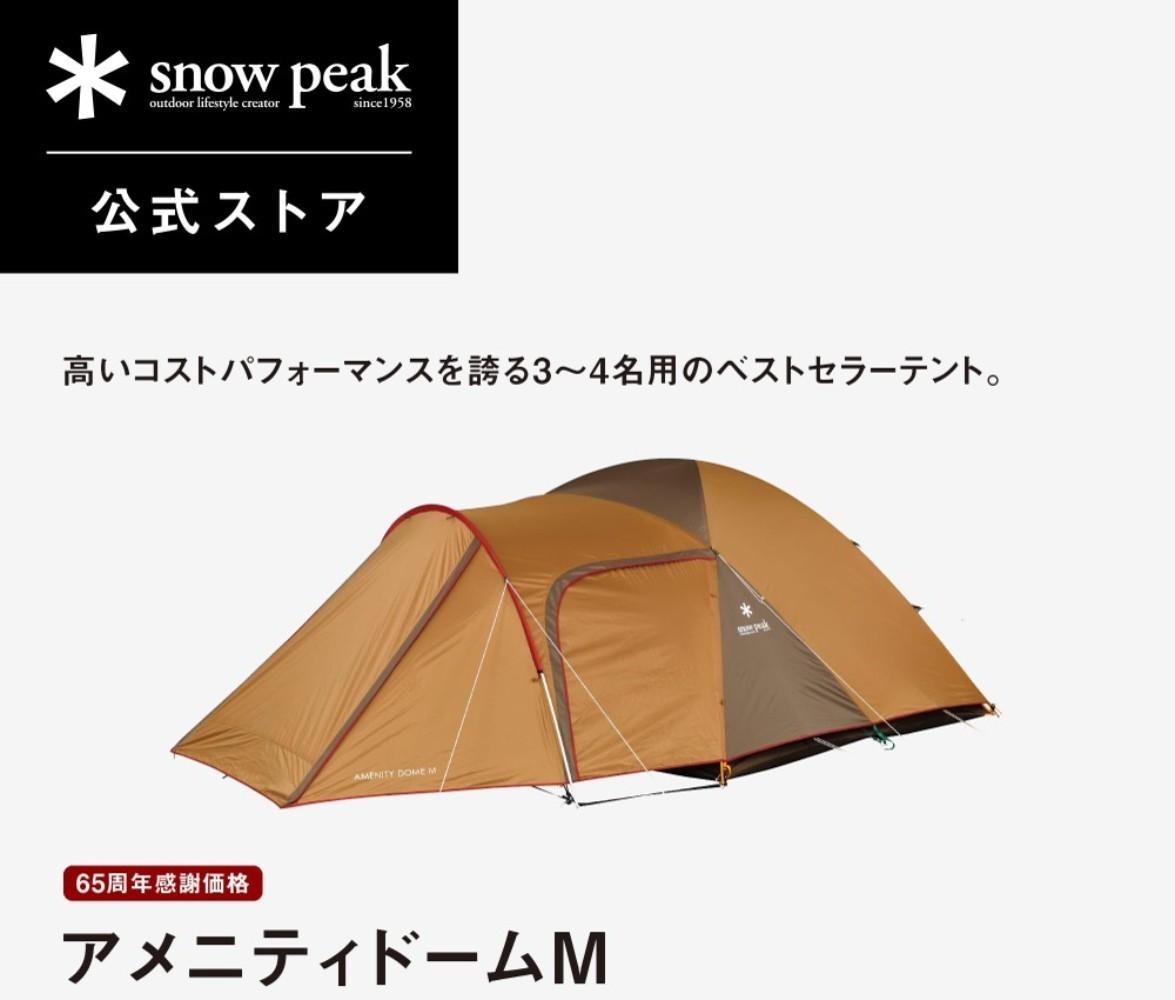 snow peak
outdoor lifestyle creator since1958
公式ストア
高いコストパフォーマンスを誇る3〜4名用のベストセラーテント。
snow peak
AMENITY DOME M
65周年感謝価格
アメニティドームM